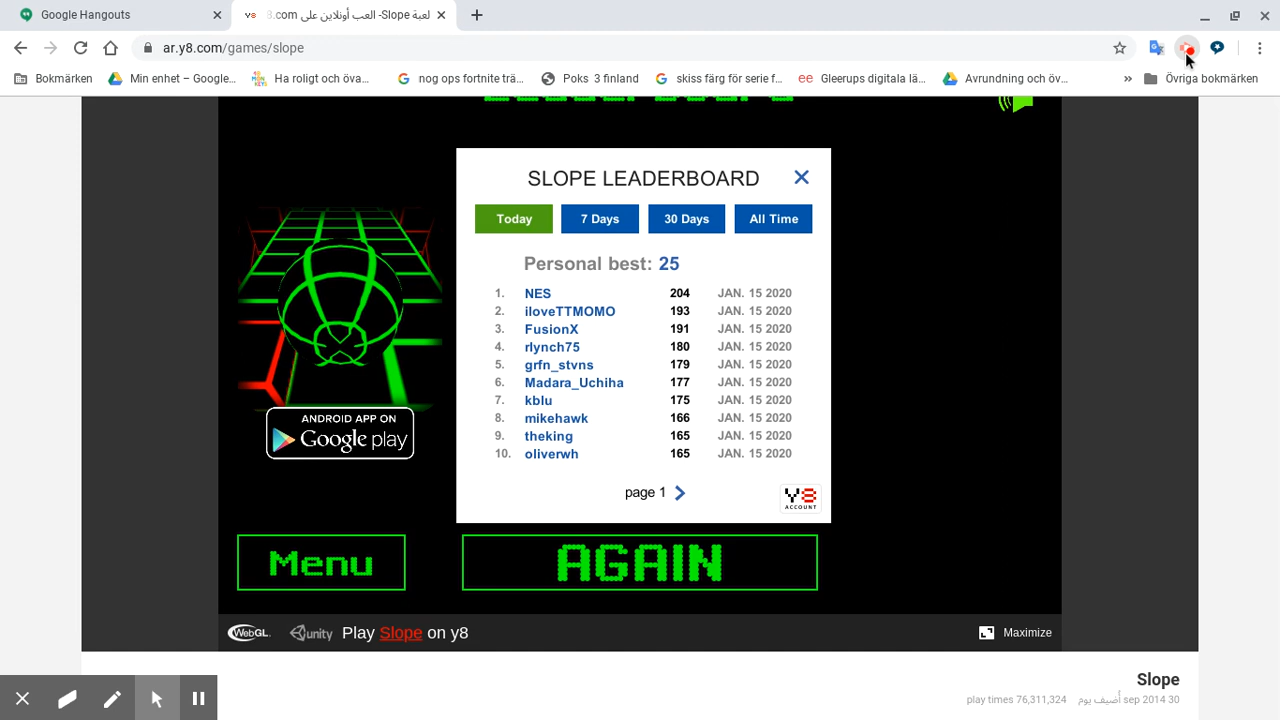 Google Hangouts
لعبة Slope- العب أونلاين على 8.com
ar.y8.com/games/slope
Bokmärken
Min enhet – Google...
Ha roligt och öva...
nog ops fortnite trä...
Poks 3 finland
skiss färg för serie f...
Gleerups digitala lä...
Avrundning och öv...
»
Övriga bokmärken
SLOPE LEADERBOARD
Today
7 Days
30 Days
All Time
Personal best: 25
1. NES 204 JAN. 15 2020
2. iloveTTMOMO 193 JAN. 15 2020
3. FusionX 191 JAN. 15 2020
4. rlynch75 180 JAN. 15 2020
5. grfn_stvns 179 JAN. 15 2020
6. Madara_Uchiha 177 JAN. 15 2020
7. kblu 175 JAN. 15 2020
8. mikehawk 166 JAN. 15 2020
9. theking 165 JAN. 15 2020
10. oliverwh 165 JAN. 15 2020
page 1
Y8
ACCOUNT
ANDROID APP ON
Google play
Menu
AGAIN
WebGL
unity
Play Slope on y8
Maximize
Slope
play times 76,311,324
أضيف يوم 30 sep 2014